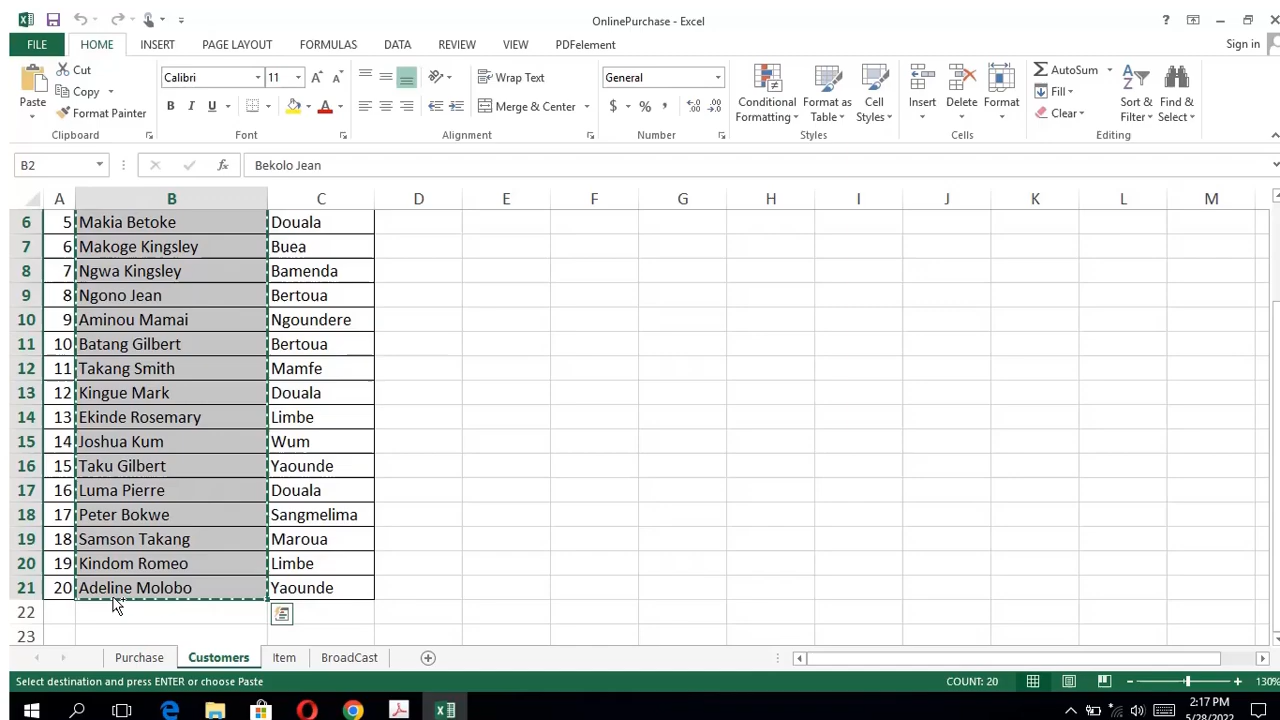 OnlinePurchase - Excel
?
FILE HOME INSERT PAGE LAYOUT FORMULAS DATA REVIEW VIEW PDFelement Sign in
Paste Cut Copy Format Painter
Calibri 11
B I U A
Wrap Text
Merge & Center
General
$ % ,
Conditional Formatting
Format as Table
Cell Styles
Insert Delete Format
AutoSum
Fill
Clear
Sort & Filter
Find & Select
Clipboard Font Alignment Number Styles Cells Editing
B2 fx Bekolo Jean
A B C D E F G H I J K L M
6 5 Makia Betoke Douala
7 6 Makoge Kingsley Buea
8 7 Ngwa Kingsley Bamenda
9 8 Ngono Jean Bertoua
10 9 Aminou Mamai Ngoundere
11 10 Batang Gilbert Bertoua
12 11 Takang Smith Mamfe
13 12 Kingue Mark Douala
14 13 Ekinde Rosemary Limbe
15 14 Joshua Kum Wum
16 15 Taku Gilbert Yaounde
17 16 Luma Pierre Douala
18 17 Peter Bokwe Sangmelima
19 18 Samson Takang Maroua
20 19 Kindom Romeo Limbe
21 20 Adeline Molobo Yaounde
22
23
Purchase Customers Item BroadCast
Select destination and press ENTER or choose Paste COUNT: 20 130%
2:17 PM
5/28/2022